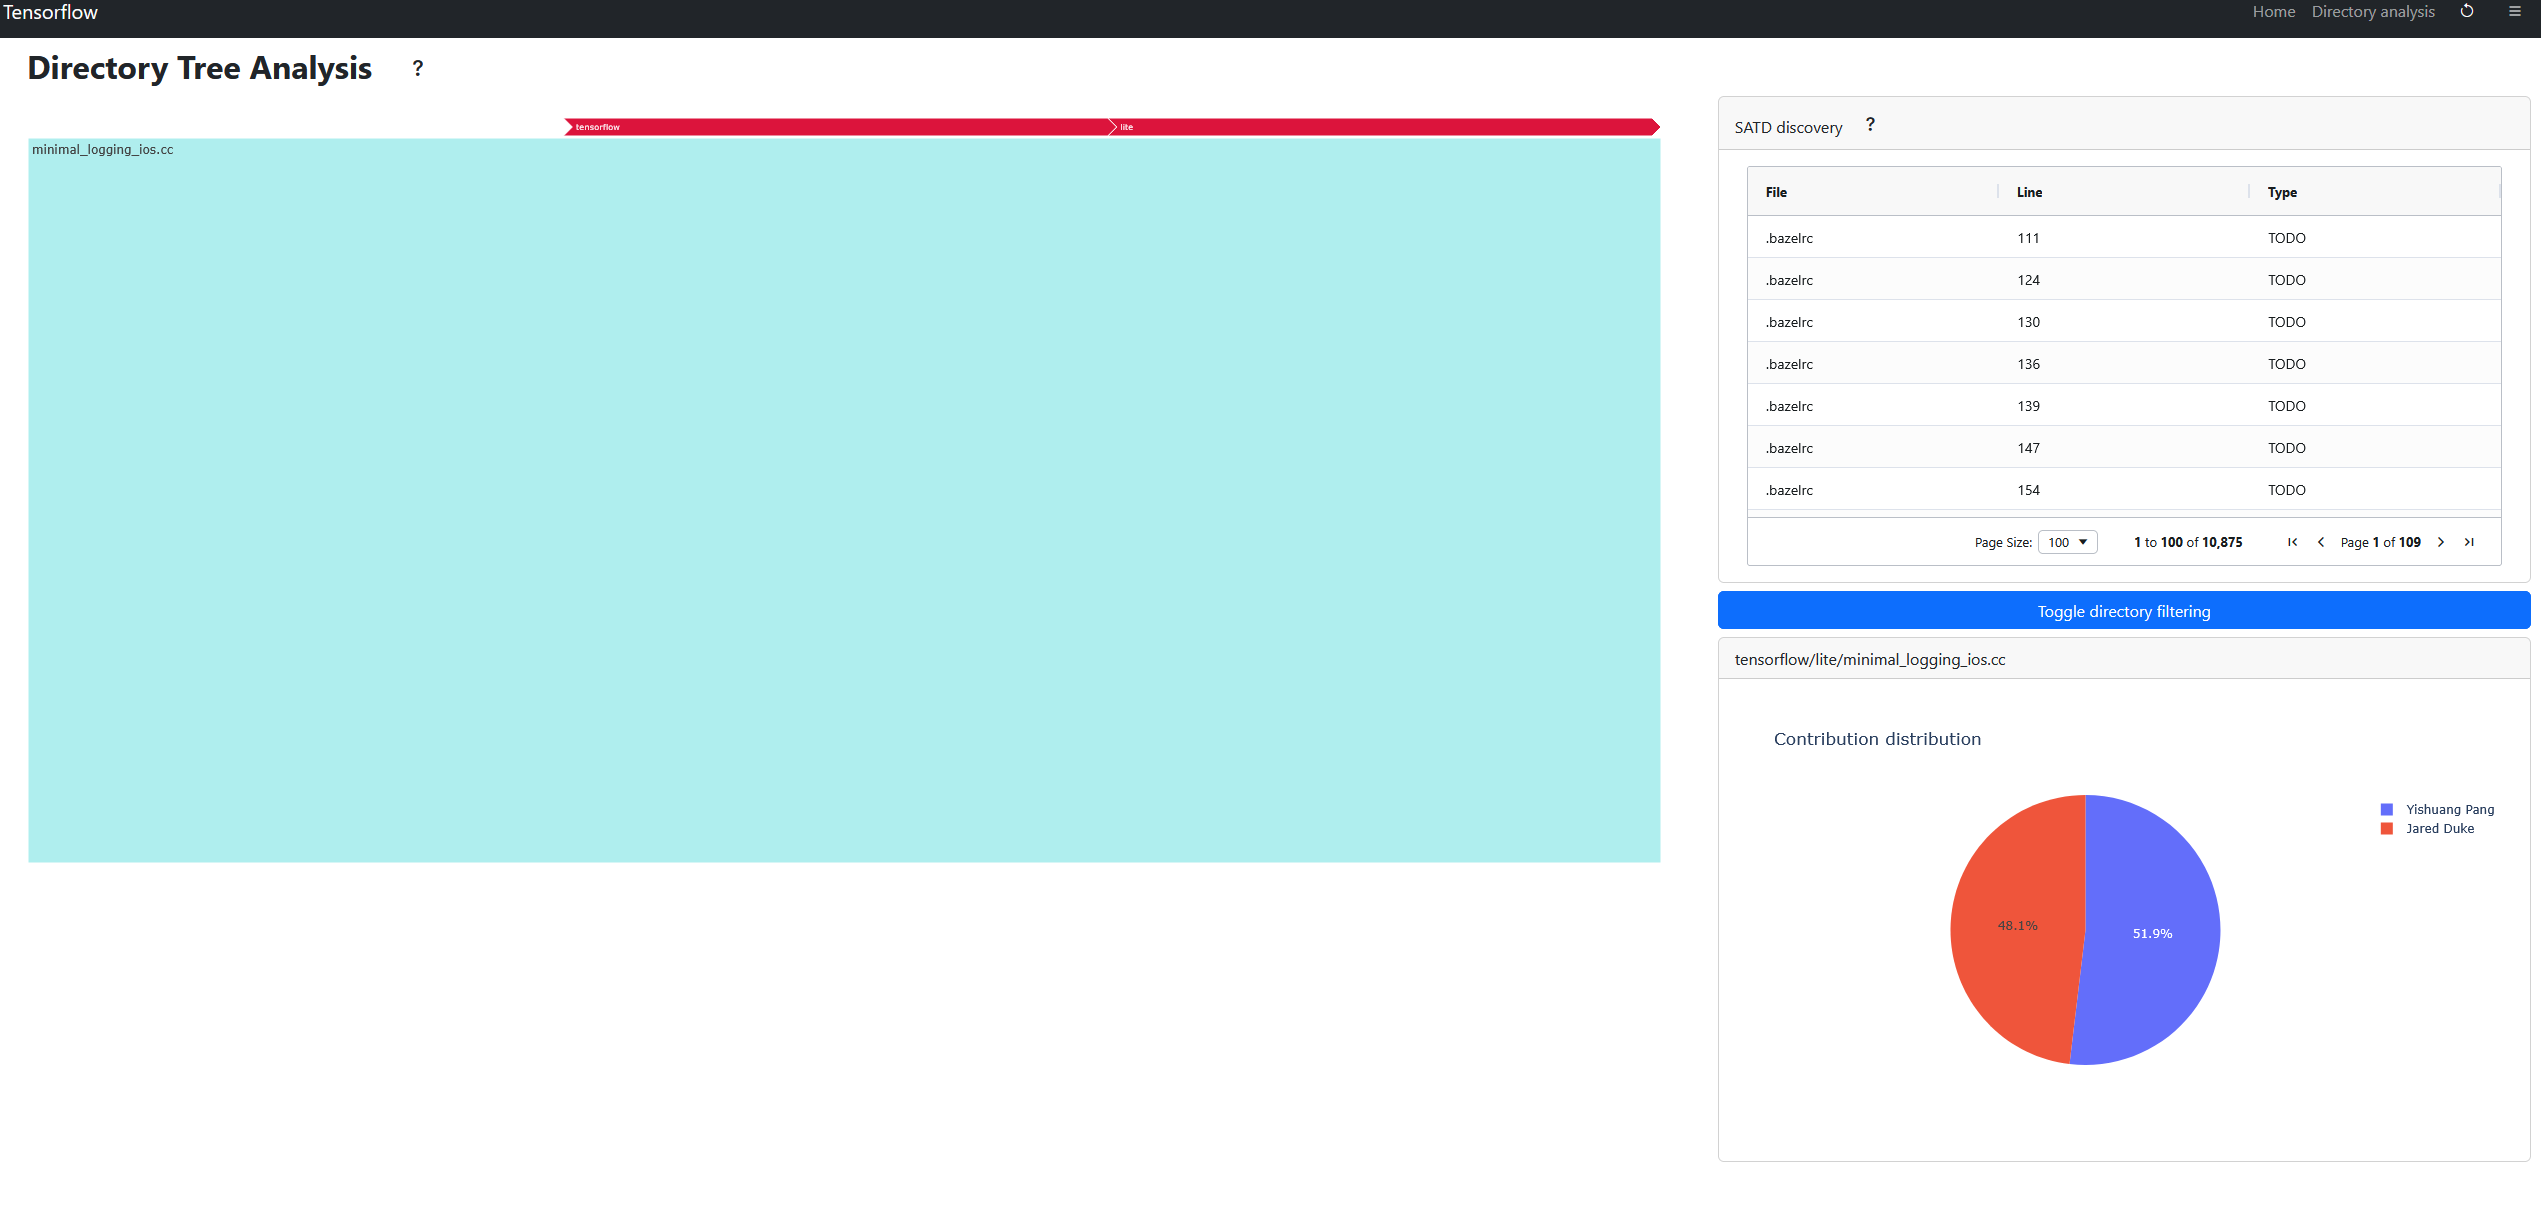 Tensorflow
Home Directory analysis
Directory Tree Analysis ?
tensorflow lite
minimal_logging_ios.cc
SATD discovery ?
File Line Type
.bazelrc 111 TODO
.bazelrc 124 TODO
.bazelrc 130 TODO
.bazelrc 136 TODO
.bazelrc 139 TODO
.bazelrc 147 TODO
.bazelrc 154 TODO
Page Size: 100 1 to 100 of 10,875 Page 1 of 109
Toggle directory filtering
tensorflow/lite/minimal_logging_ios.cc
Contribution distribution
Yishuang Pang
Jared Duke
48.1%
51.9%